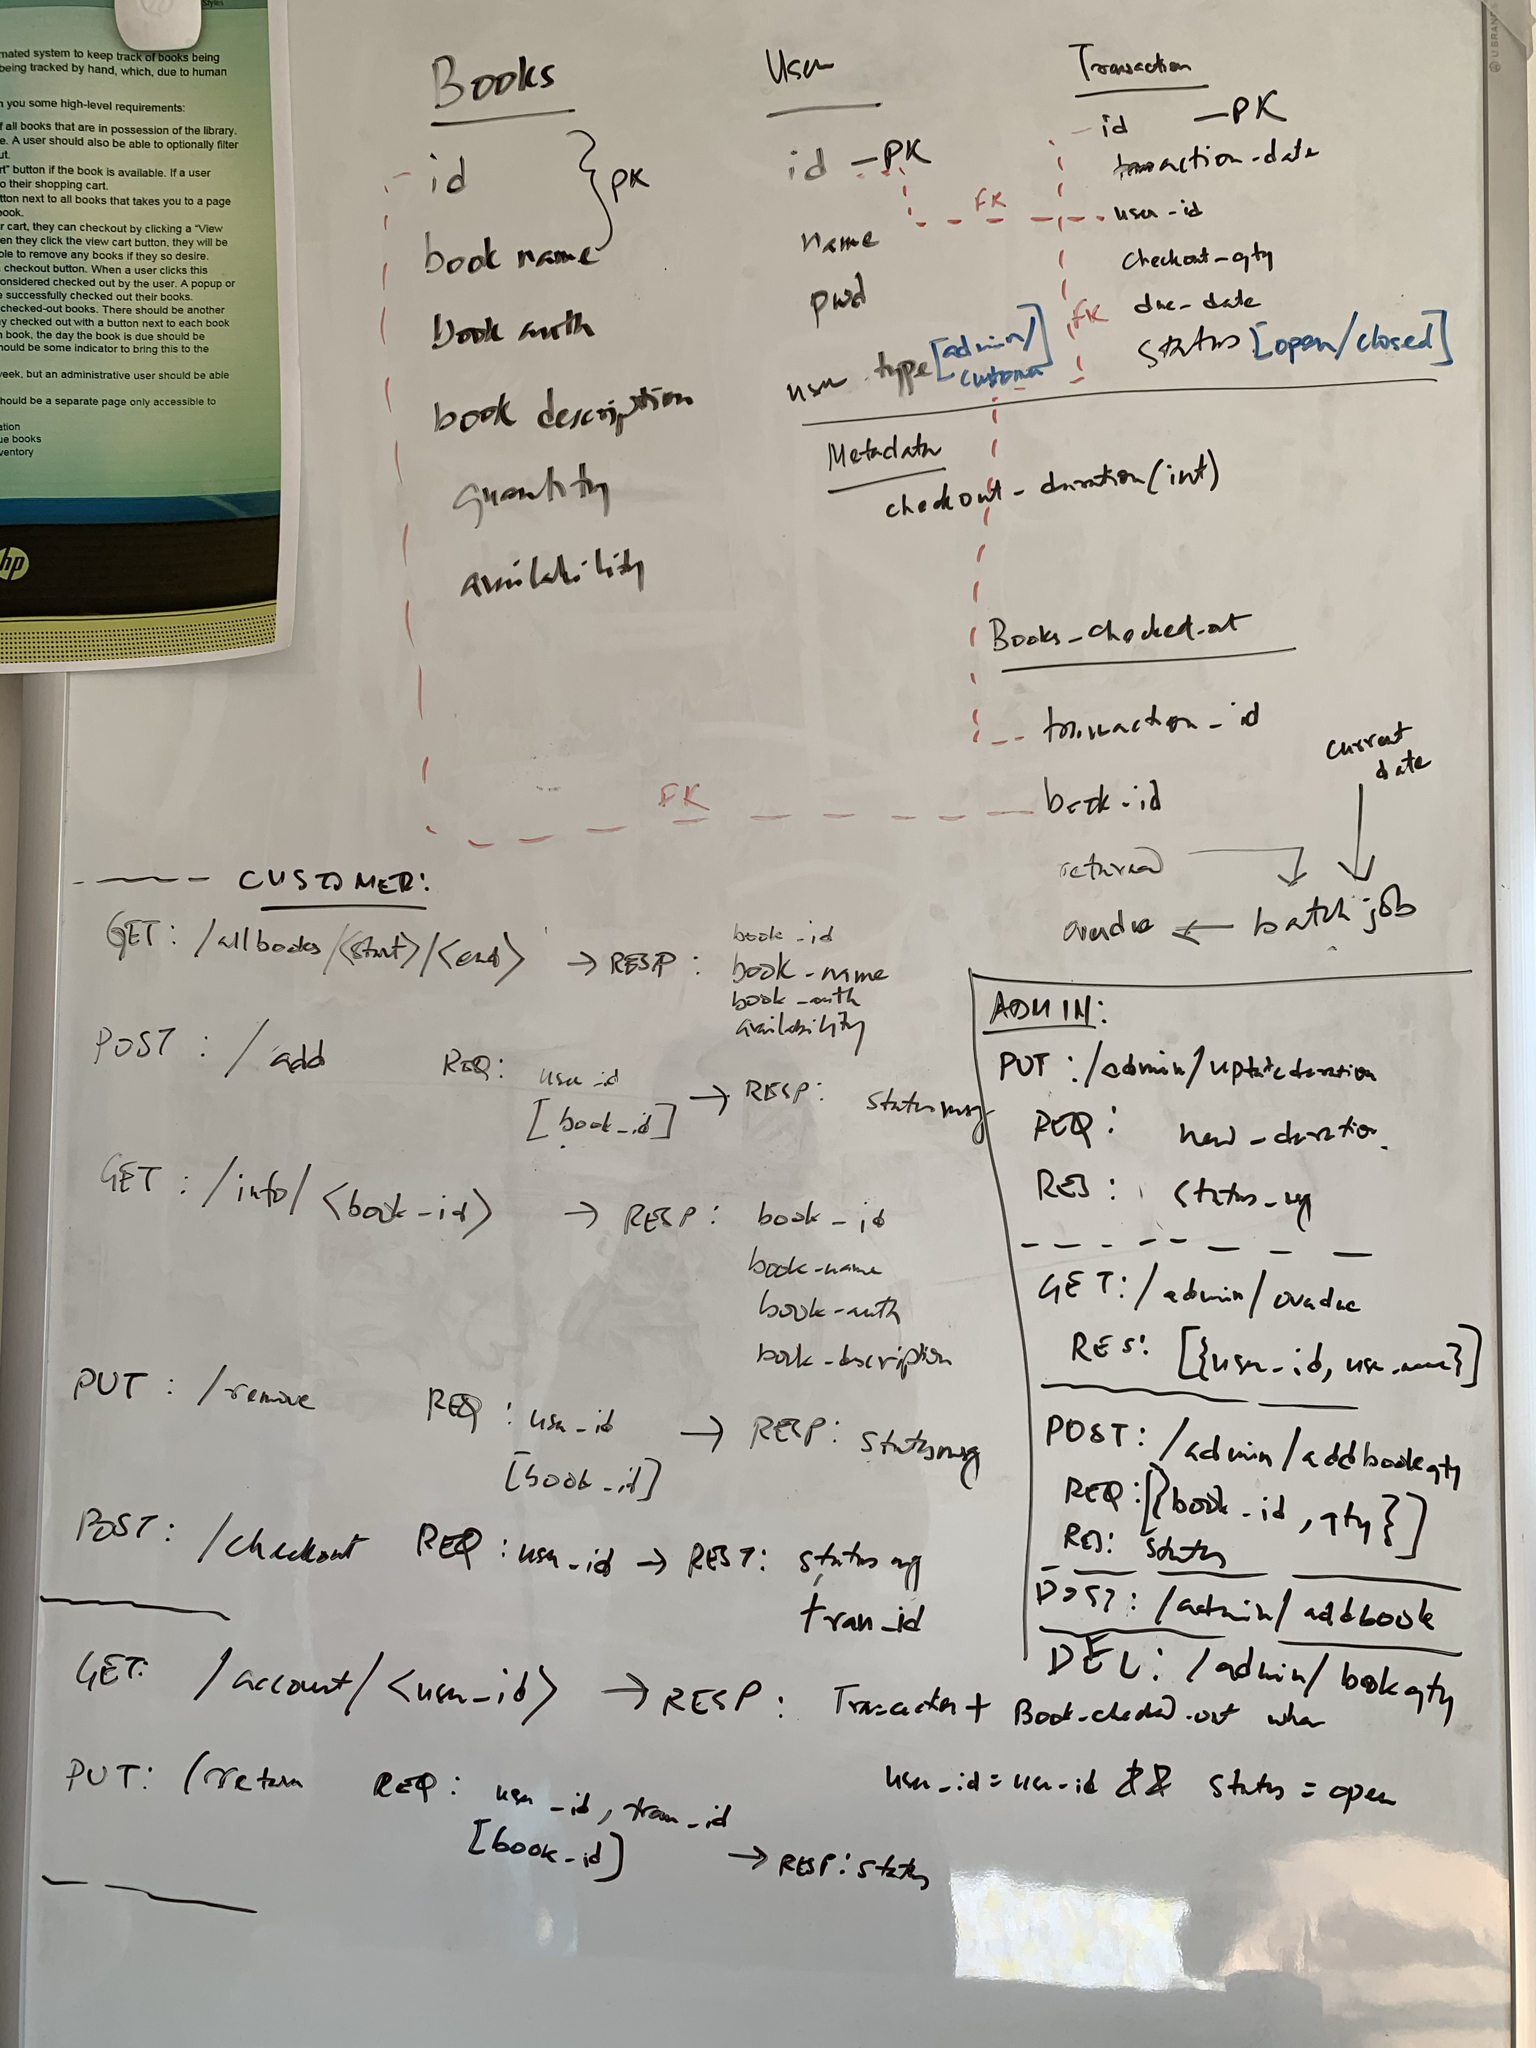 styles
mated system to keep track of books being
being tracked by hand, which, due to human
n you some high-level requirements:
f all books that are in possession of the library.
e. A user should also be able to optionally filter
ut.
rt" button if the book is available. If a user
o their shopping cart.
tton next to all books that takes you to a page
book.
r cart, they can checkout by clicking a "View
en they click the view cart button, they will be
ble to remove any books if they so desire.
checkout button. When a user clicks this
onsidered checked out by the user. A popup or
e successfully checked out their books.
checked-out books. There should be another
y checked out with a button next to each book
n book, the day the book is due should be
hould be some indicator to bring this to the
week, but an administrative user should be able
hould be a separate page only accessible to
ation
ue books
ventory
hp
U BRANDS
Books
id
PK
book name
book auth
book description
quantity
availability
User
id - PK
name
pwd
user type [admin/
customer]
Transaction
id - PK
transaction-date
FK
user-id
checkout-qty
due-date
FK
status [open/closed]
Metadata
checkout-duration (int)
Books-checked-out
transaction-id
book-id
FK
returned
overdue ← batch job
current
date
CUSTOMER:
GET: /allbooks/<start>/<end> → RESP: book-id
book-name
book-auth
availability
POST: /add REQ: user-id
[book-id] → RESP: status msg
GET: /info/<book-id> → RESP: book-id
book-name
book-auth
book-description
PUT: /remove REQ: user-id
[book-id] → RESP: status msg
POST: /checkout REQ: user-id → RESP: status msg
tran-id
GET: /account/<user-id> → RESP: Transaction + Book-checked-out when
user-id = user-id && status = open
PUT: /return REQ: user-id, tran-id
[book-id] → RESP: status
ADMIN:
PUT: /admin/updateduration
REQ: new-duration
RES: status-msg
GET: /admin/overdue
RES: [{user-id, user-name}]
POST: /admin/addbookqty
REQ: [{book-id, qty}]
RES: status
POST: /admin/addbook
DEL: /admin/bookqty